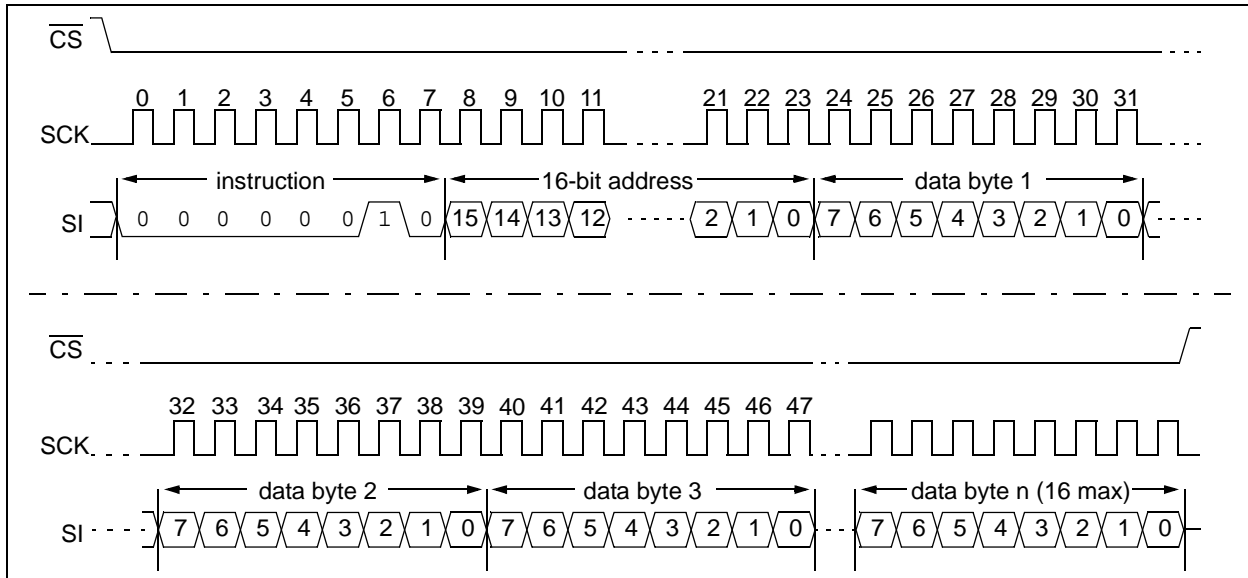 CS
0 1 2 3 4 5 6 7 8 9 10 11 21 22 23 24 25 26 27 28 29 30 31
SCK
instruction 16-bit address data byte 1
SI 0 0 0 0 0 0 1 0 15 14 13 12 2 1 0 7 6 5 4 3 2 1 0
CS
32 33 34 35 36 37 38 39 40 41 42 43 44 45 46 47
SCK
data byte 2 data byte 3 data byte n (16 max)
SI 7 6 5 4 3 2 1 0 7 6 5 4 3 2 1 0 7 6 5 4 3 2 1 0